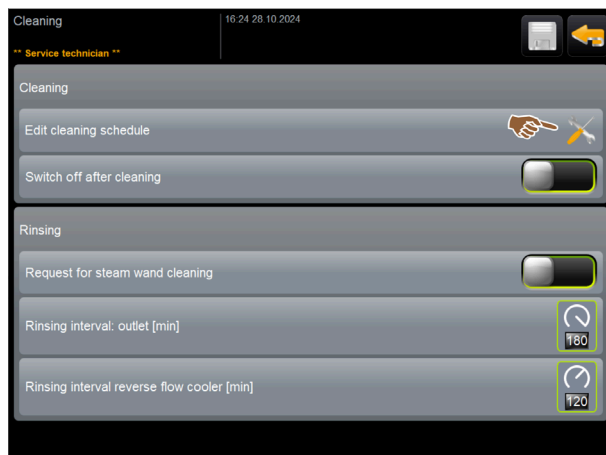 Cleaning
16:24 28.10.2024
** Service technician **
Cleaning
Edit cleaning schedule
Switch off after cleaning
Rinsing
Request for steam wand cleaning
Rinsing interval: outlet [min]
180
Rinsing interval reverse flow cooler [min]
120